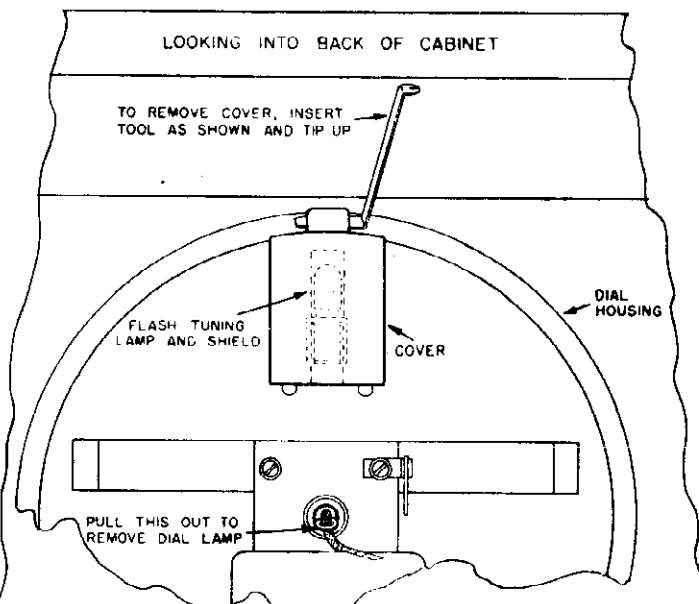 LOOKING INTO BACK OF CABINET
TO REMOVE COVER, INSERT
TOOL AS SHOWN AND TIP UP
DIAL
HOUSING
FLASH TUNING
LAMP AND SHIELD
COVER
PULL THIS OUT TO
REMOVE DIAL LAMP